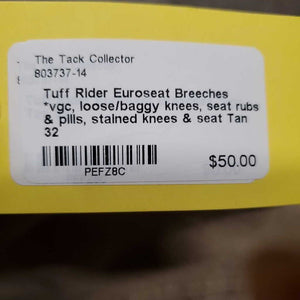 The Tack Collector
803737-14
Tuff Rider Euroseat Breeches
*vgc, loose/baggy knees, seat rubs
& pills, stained knees & seat Tan
32
PEFZ8C
$50.00